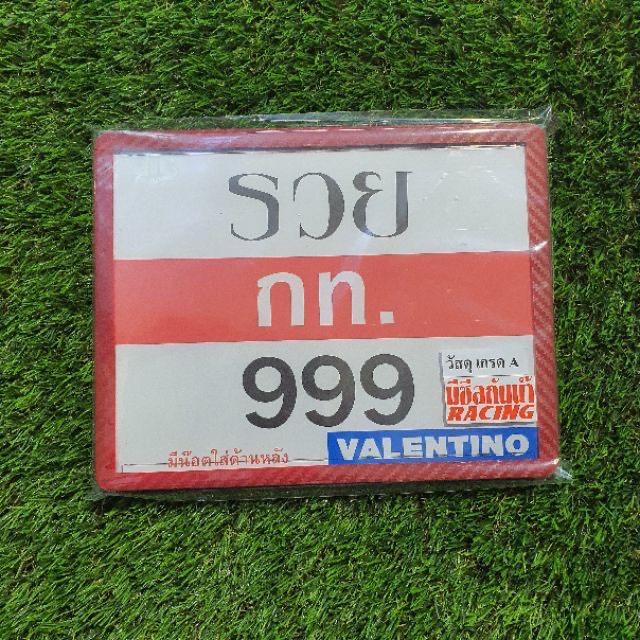 รวย
กท.
999
วัสดุ เกรด A
มีซีลกันน้ำ
RACING
VALENTINO
มีน๊อตใส่ด้านหลัง